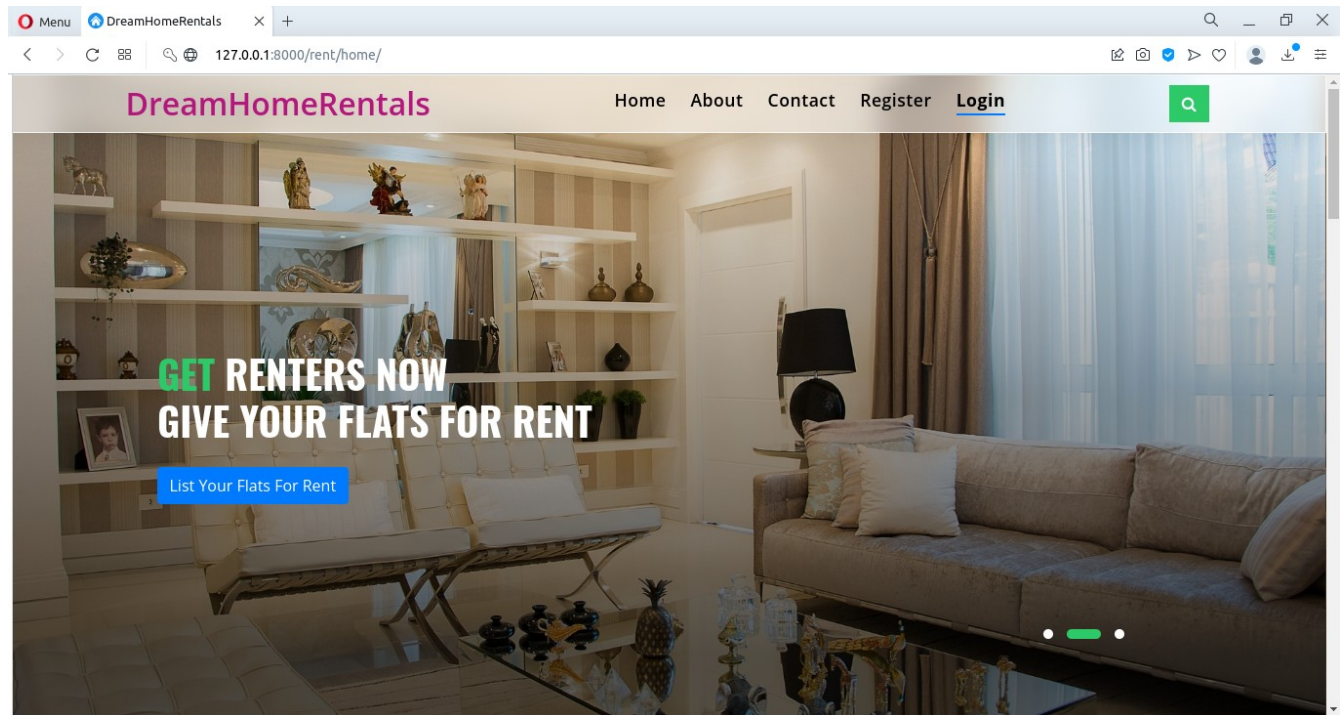 Menu DreamHomeRentals
127.0.0.1:8000/rent/home/
DreamHomeRentals Home About Contact Register Login
GET RENTERS NOW
GIVE YOUR FLATS FOR RENT
List Your Flats For Rent